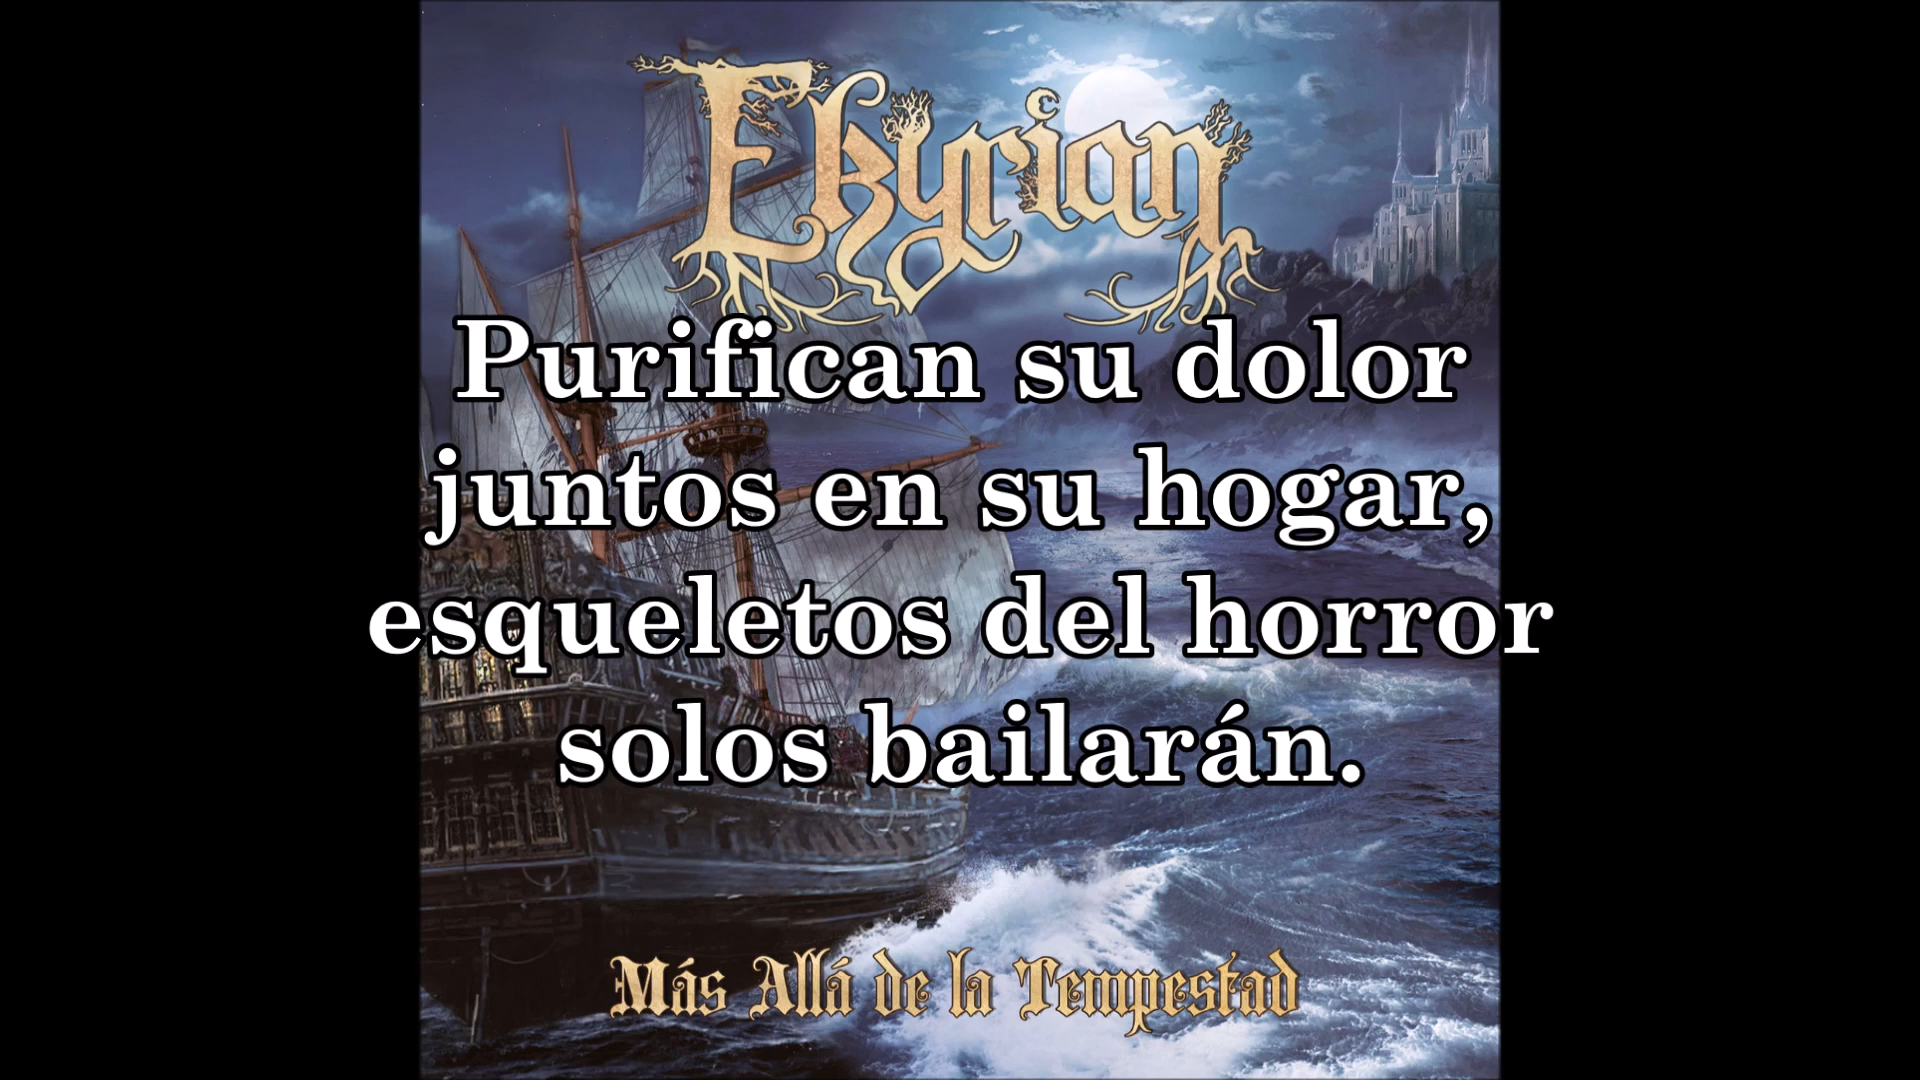 Ekyrian
Purifican su dolor
juntos en su hogar,
esqueletos del horror
solos bailarán.
Más Allá de la Tempestad